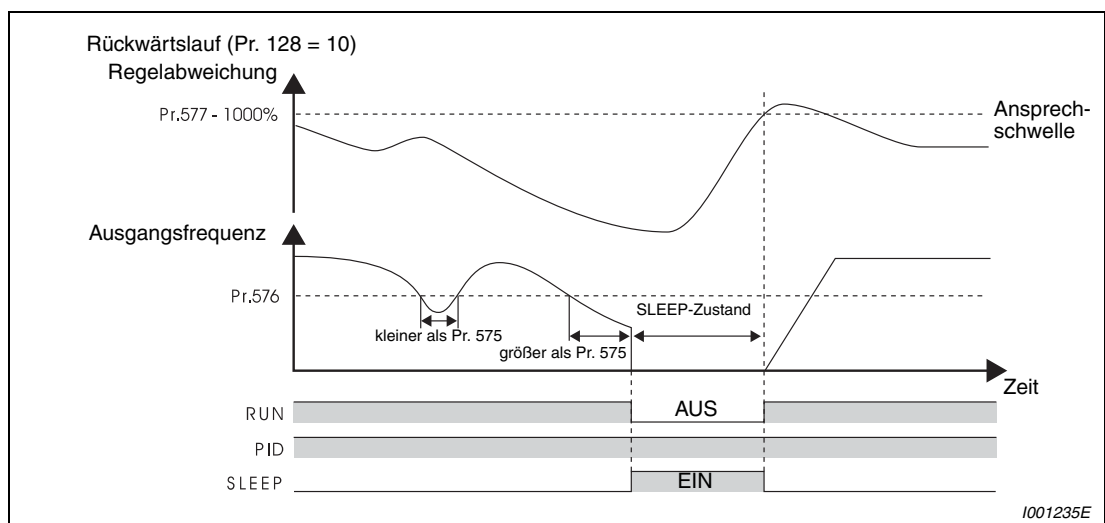 Rückwärtslauf (Pr. 128 = 10)
Regelabweichung
Pr.577 - 1000%
Ansprech-
schwelle
Ausgangsfrequenz
Pr.576
SLEEP-Zustand
kleiner als Pr. 575
größer als Pr. 575
Zeit
RUN
AUS
PID
SLEEP
EIN
I001235E